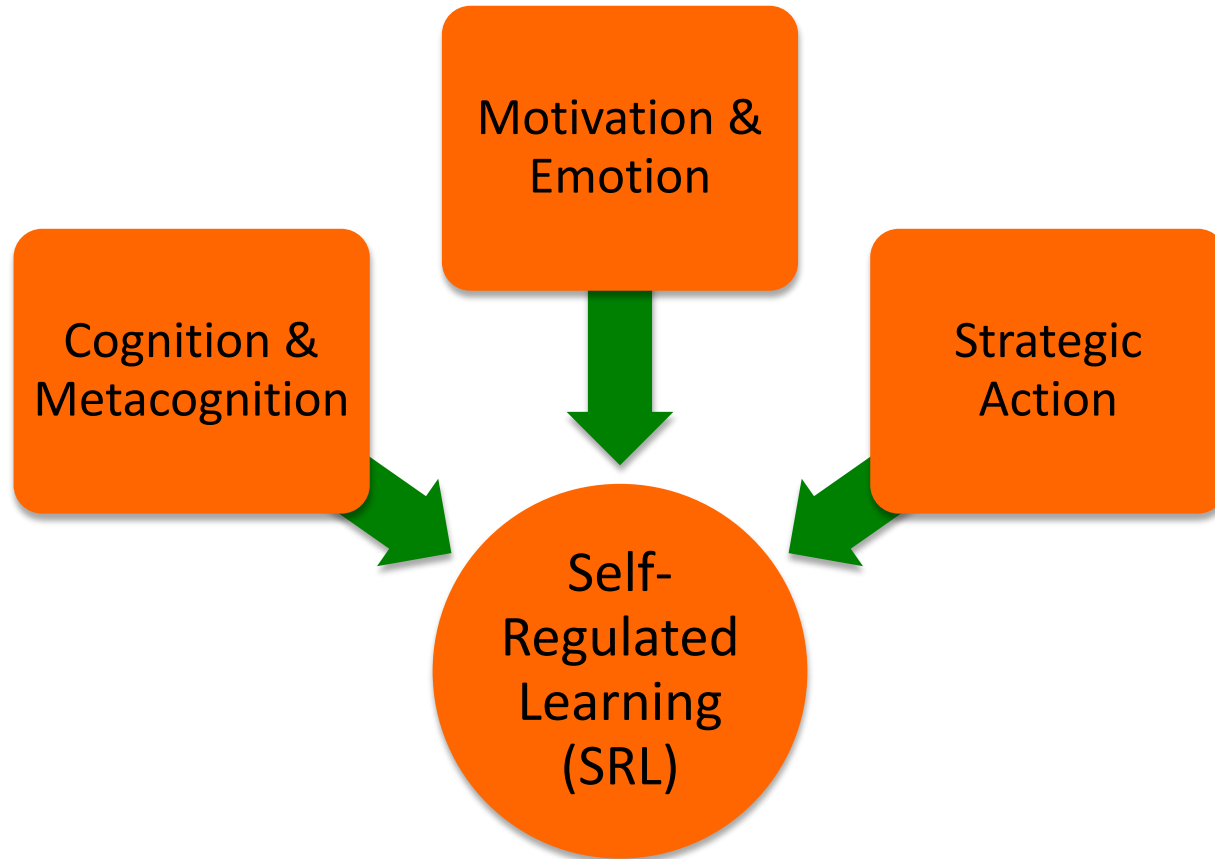 Motivation &
Emotion
Cognition &
Metacognition
Strategic
Action
Self-
Regulated
Learning
(SRL)